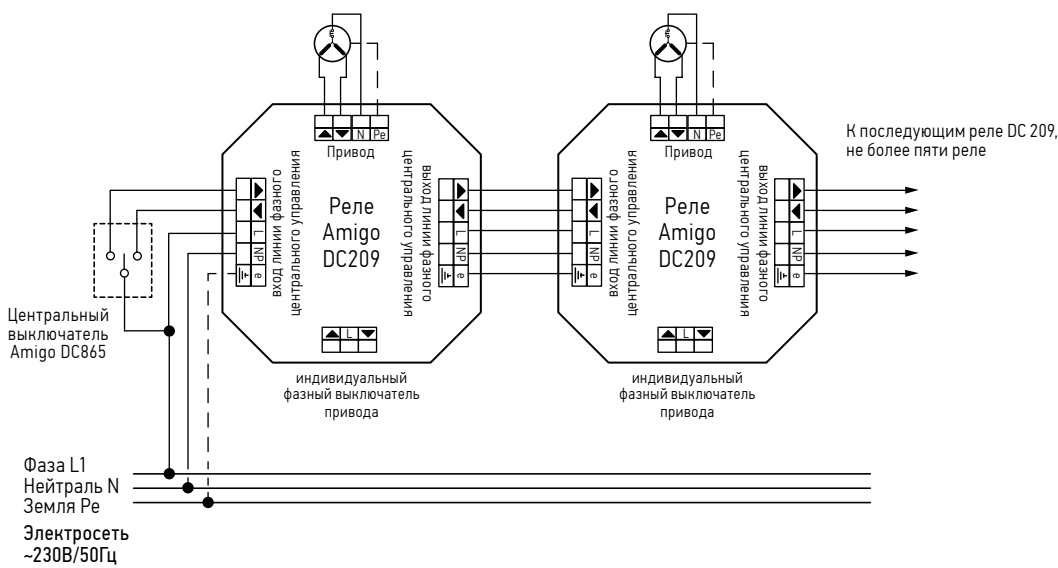 N Pe
Привод
вход линии фазного
центрального управления
L
NP
e
Реле
Amigo
DC209
выход линии фазного
центрального управления
L
NP
e
L
индивидуальный
фазный выключатель
привода
N Pe
Привод
вход линии фазного
центрального управления
L
NP
e
Реле
Amigo
DC209
выход линии фазного
центрального управления
L
NP
e
L
индивидуальный
фазный выключатель
привода
К последующим реле DC 209,
не более пяти реле
Центральный
выключатель
Amigo DC865
Фаза L1
Нейтраль N
Земля Pe
Электросеть
~230В/50Гц